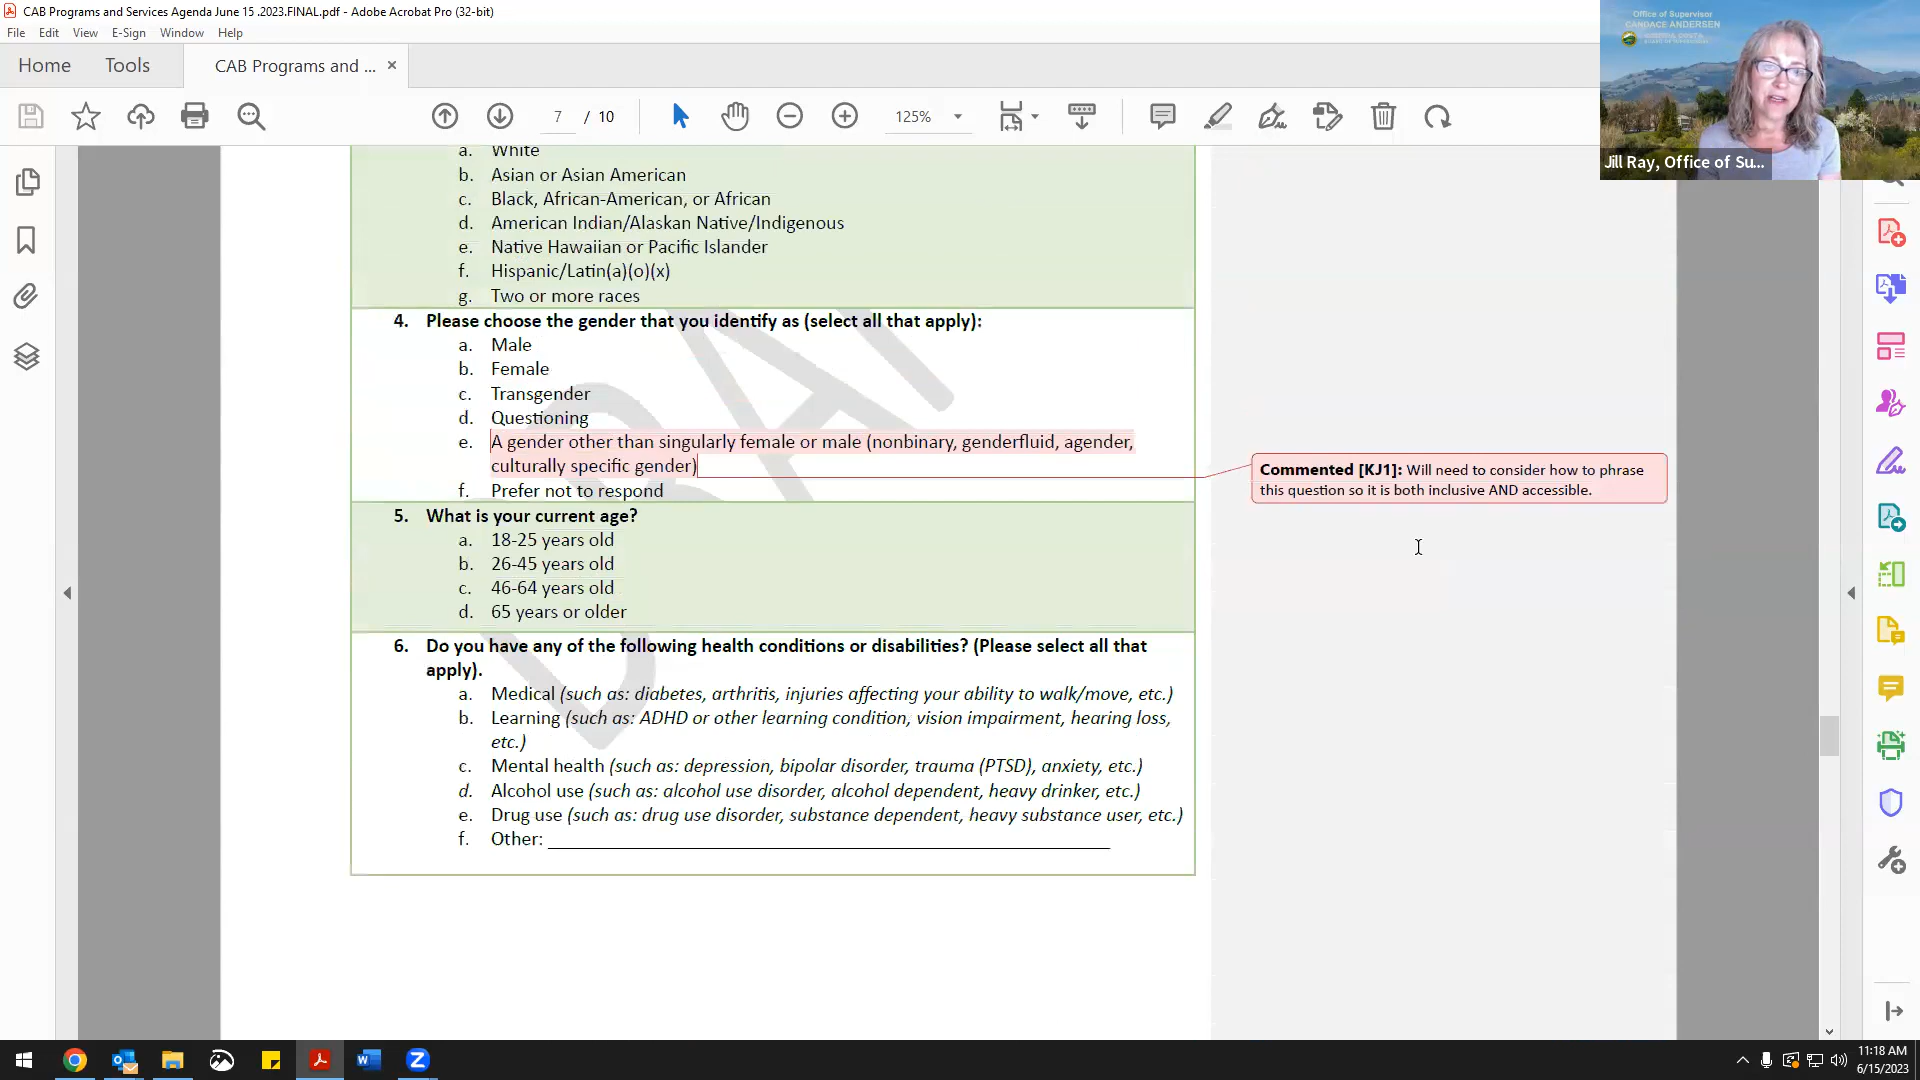 CAB Programs and Services Agenda June 15 .2023.FINAL.pdf - Adobe Acrobat Pro (32-bit)
File Edit View E-Sign Window Help
Home Tools CAB Programs and ... ×
7 / 10 125%
Office of Supervisor
CANDACE ANDERSEN
Jill Ray, Office of Su...
a. White
b. Asian or Asian American
c. Black, African-American, or African
d. American Indian/Alaskan Native/Indigenous
e. Native Hawaiian or Pacific Islander
f. Hispanic/Latin(a)(o)(x)
g. Two or more races
4. Please choose the gender that you identify as (select all that apply):
a. Male
b. Female
c. Transgender
d. Questioning
e. A gender other than singularly female or male (nonbinary, genderfluid, agender,
culturally specific gender)
f. Prefer not to respond
Commented [KJ1]: Will need to consider how to phrase
this question so it is both inclusive AND accessible.
5. What is your current age?
a. 18-25 years old
b. 26-45 years old
c. 46-64 years old
d. 65 years or older
6. Do you have any of the following health conditions or disabilities? (Please select all that
apply).
a. Medical (such as: diabetes, arthritis, injuries affecting your ability to walk/move, etc.)
b. Learning (such as: ADHD or other learning condition, vision impairment, hearing loss,
etc.)
c. Mental health (such as: depression, bipolar disorder, trauma (PTSD), anxiety, etc.)
d. Alcohol use (such as: alcohol use disorder, alcohol dependent, heavy drinker, etc.)
e. Drug use (such as: drug use disorder, substance dependent, heavy substance user, etc.)
f. Other:
11:18 AM
6/15/2023